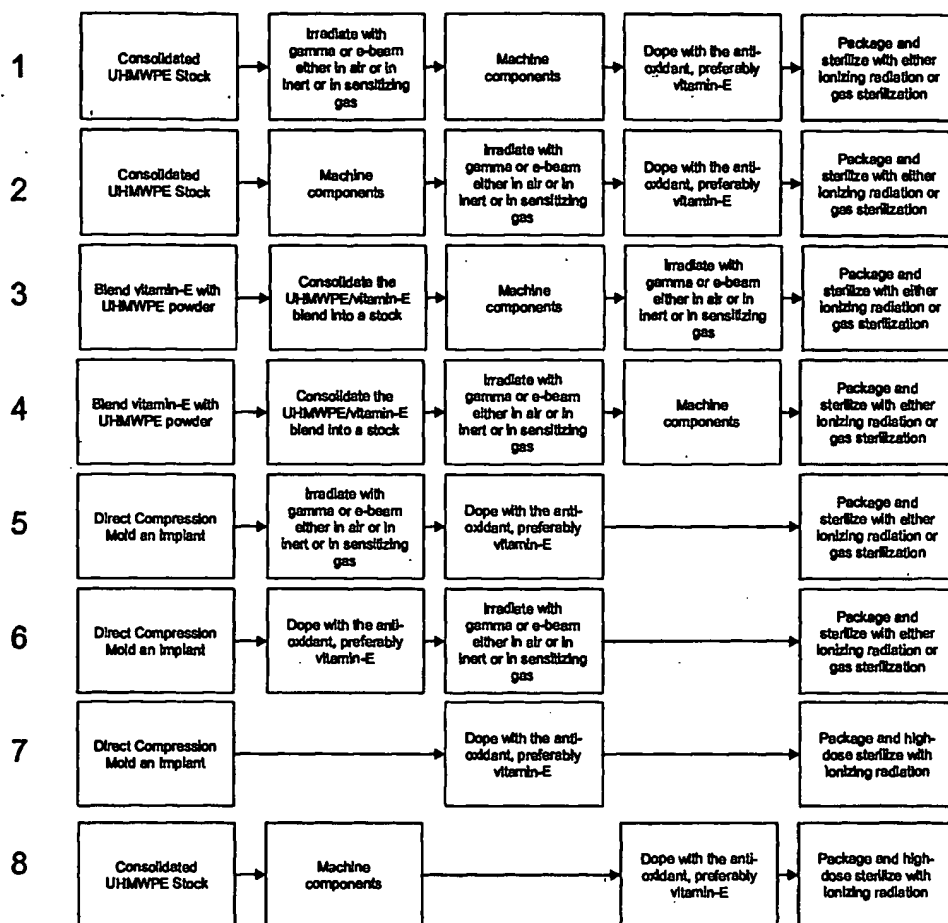 1
Consolidated
UHMWPE Stock
Irradiate with
gamma or e-beam
either in air or in
inert or in sensitizing
gas
Machine
components
Dope with the anti-
oxidant, preferably
vitamin-E
Package and
sterilize with either
ionizing radiation or
gas sterilization
2
Consolidated
UHMWPE Stock
Machine
components
Irradiate with
gamma or e-beam
either in air or in
inert or in sensitizing
gas
Dope with the anti-
oxidant, preferably
vitamin-E
Package and
sterilize with either
ionizing radiation or
gas sterilization
3
Blend vitamin-E with
UHMWPE powder
Consolidate the
UHMWPE/vitamin-E
blend into a stock
Machine
components
Irradiate with
gamma or e-beam
either in air or in
inert or in sensitizing
gas
Package and
sterilize with either
ionizing radiation or
gas sterilization
4
Blend vitamin-E with
UHMWPE powder
Consolidate the
UHMWPE/vitamin-E
blend into a stock
Irradiate with
gamma or e-beam
either in air or in
inert or in sensitizing
gas
Machine
components
Package and
sterilize with either
ionizing radiation or
gas sterilization
5
Direct Compression
Mold an Implant
Irradiate with
gamma or e-beam
either in air or in
inert or in sensitizing
gas
Dope with the anti-
oxidant, preferably
vitamin-E
Package and
sterilize with either
ionizing radiation or
gas sterilization
6
Direct Compression
Mold an Implant
Dope with the anti-
oxidant, preferably
vitamin-E
Irradiate with
gamma or e-beam
either in air or in
inert or in sensitizing
gas
Package and
sterilize with either
ionizing radiation or
gas sterilization
7
Direct Compression
Mold an Implant
Dope with the anti-
oxidant, preferably
vitamin-E
Package and high-
dose sterilize with
ionizing radiation
8
Consolidated
UHMWPE Stock
Machine
components
Dope with the anti-
oxidant, preferably
vitamin-E
Package and high-
dose sterilize with
ionizing radiation